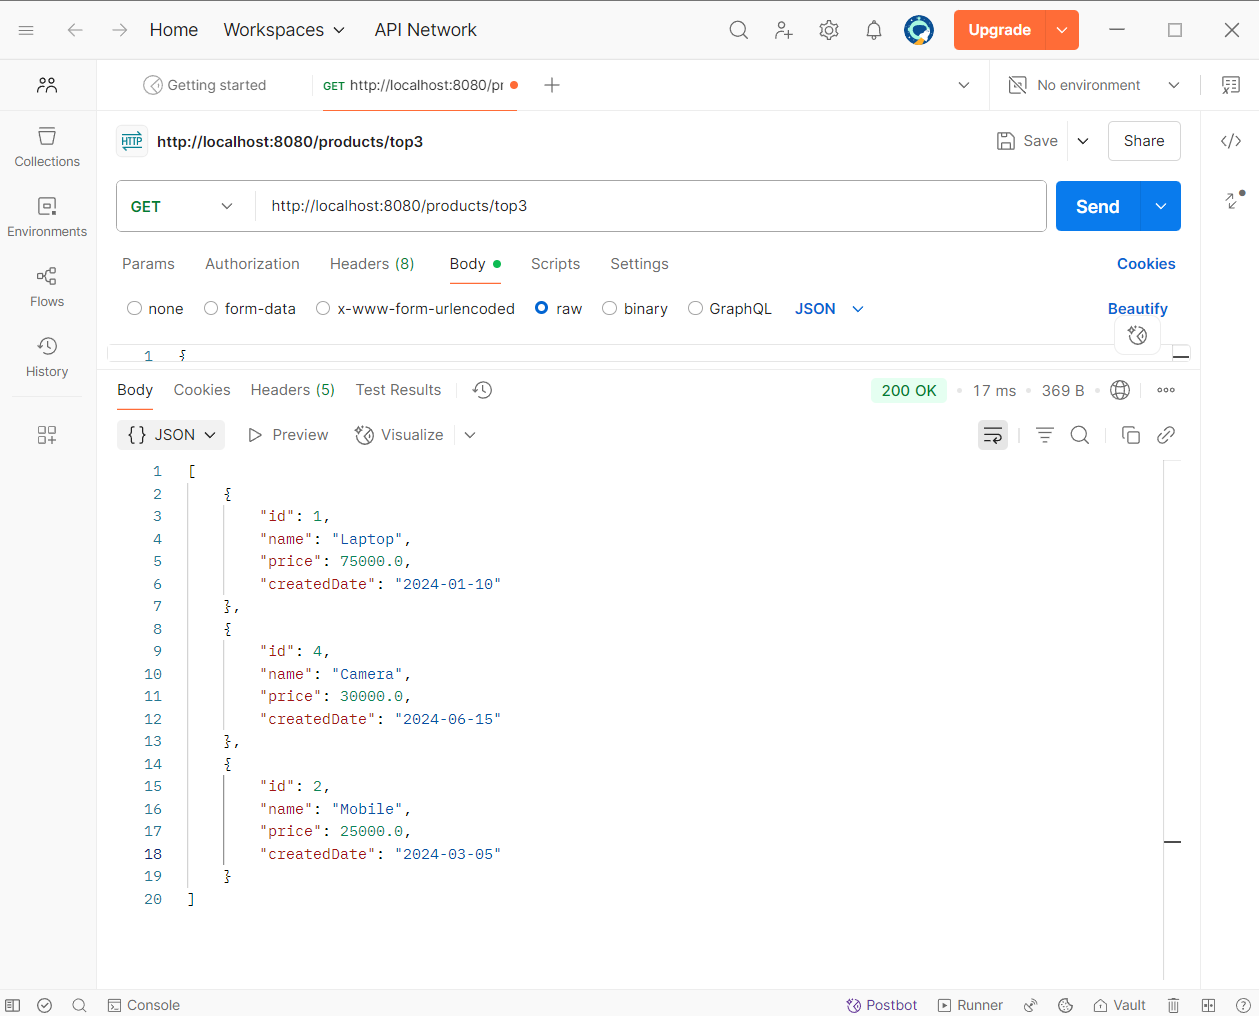 Home Workspaces API Network Upgrade
Getting started GET http://localhost:8080/pr No environment
HTTP http://localhost:8080/products/top3 Save Share
Collections
GET http://localhost:8080/products/top3 Send
Environments
Params Authorization Headers (8) Body Scripts Settings Cookies
Flows
none form-data x-www-form-urlencoded raw binary GraphQL JSON Beautify
History
1 {
Body Cookies Headers (5) Test Results 200 OK 17 ms 369 B
{} JSON Preview Visualize
1 [
2 {
3 "id": 1,
4 "name": "Laptop",
5 "price": 75000.0,
6 "createdDate": "2024-01-10"
7 },
8 {
9 "id": 4,
10 "name": "Camera",
11 "price": 30000.0,
12 "createdDate": "2024-06-15"
13 },
14 {
15 "id": 2,
16 "name": "Mobile",
17 "price": 25000.0,
18 "createdDate": "2024-03-05"
19 }
20 ]
Console Postbot Runner Vault